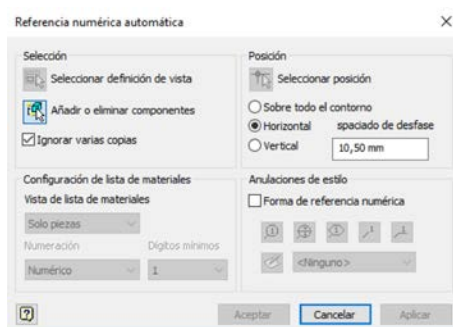 Referencia numérica automática
Selección
Seleccionar definición de vista
Añadir o eliminar componentes
Ignorar varias copias
Posición
Seleccionar posición
Sobre todo el contorno
Horizontal
spaciado de desfase
Vertical
10,50 mm
Configuración de lista de materiales
Vista de lista de materiales
Solo piezas
Numeración
Dígitos mínimos
Numérico
1
Anulaciones de estilo
Forma de referencia numérica
<Ninguno>
Aceptar
Cancelar
Aplicar